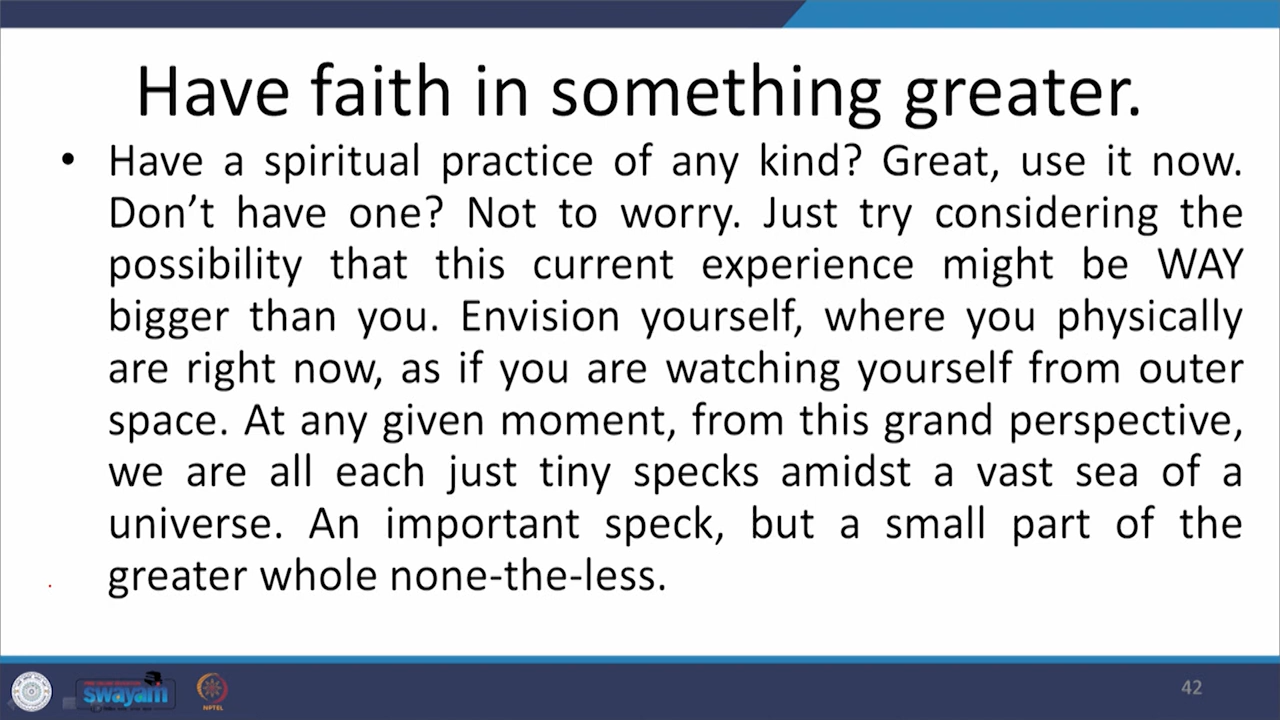 Have faith in something greater.
• Have a spiritual practice of any kind? Great, use it now.
Don't have one? Not to worry. Just try considering the
possibility that this current experience might be WAY
bigger than you. Envision yourself, where you physically
are right now, as if you are watching yourself from outer
space. At any given moment, from this grand perspective,
we are all each just tiny specks amidst a vast sea of a
universe. An important speck, but a small part of the
greater whole none-the-less.
swayam
NPTEL
42